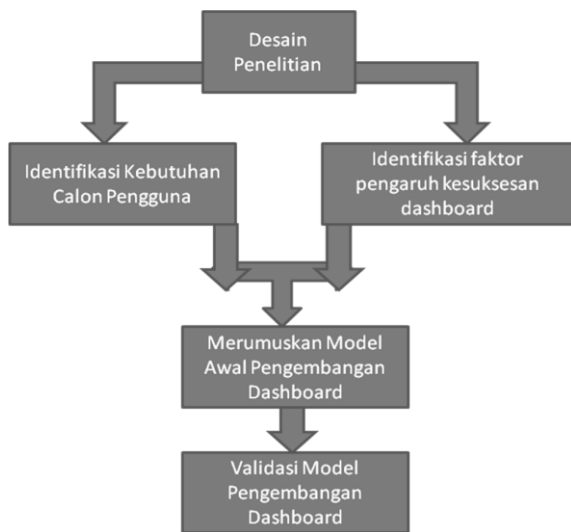 Desain
Penelitian
Identifikasi Kebutuhan
Calon Pengguna
Identifikasi faktor
pengaruh kesuksesan
dashboard
Merumuskan Model
Awal Pengembangan
Dashboard
Validasi Model
Pengembangan
Dashboard